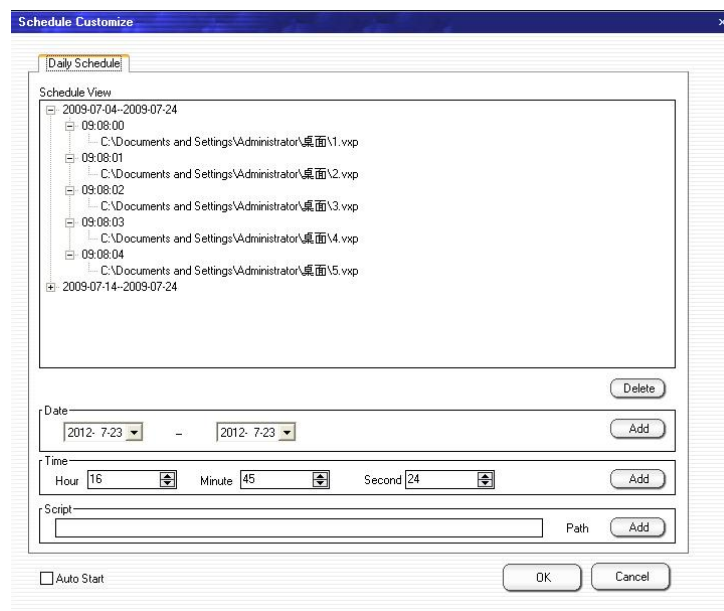 Schedule Customize
Daily Schedule
Schedule View
2009-07-04--2009-07-24
09:08:00
C:\Documents and Settings\Administrator\桌面\1.vxp
09:08:01
C:\Documents and Settings\Administrator\桌面\2.vxp
09:08:02
C:\Documents and Settings\Administrator\桌面\3.vxp
09:08:03
C:\Documents and Settings\Administrator\桌面\4.vxp
09:08:04
C:\Documents and Settings\Administrator\桌面\5.vxp
2009-07-14--2009-07-24
Delete
Date
2012- 7-23 – 2012- 7-23 Add
Time
Hour 16 Minute 45 Second 24 Add
Script
Path Add
Auto Start OK Cancel